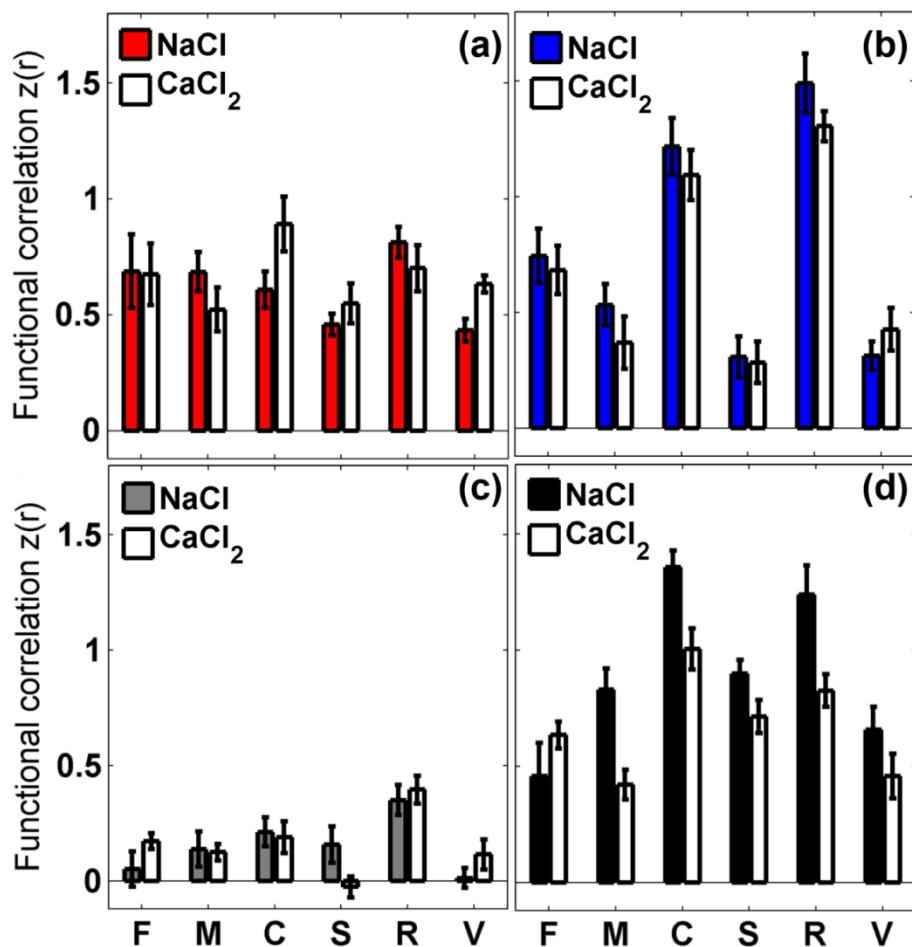 (a)
NaCl
CaCl2
Functional correlation z(r)
1.5
1
0.5
0
(b)
NaCl
CaCl2
(c)
NaCl
CaCl2
Functional correlation z(r)
1.5
1
0.5
0
F M C S R V
(d)
NaCl
CaCl2
F M C S R V